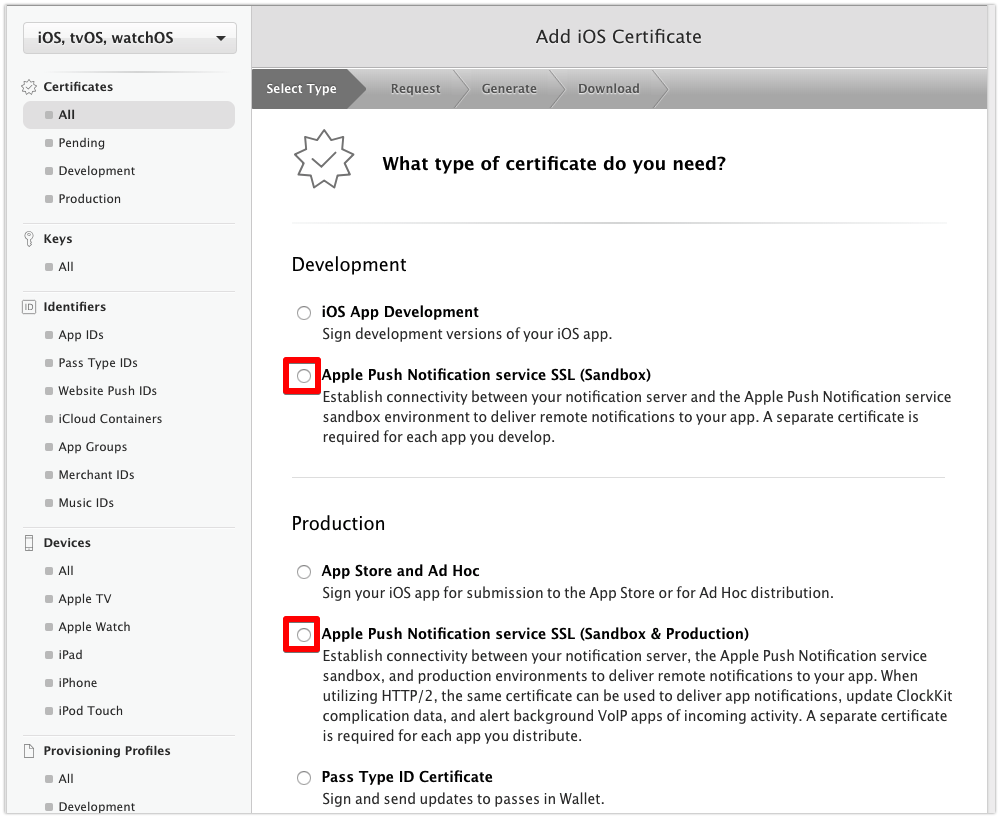 iOS, tvOS, watchOS
Certificates
All
Pending
Development
Production
Keys
All
ID
Identifiers
App IDs
Pass Type IDs
Website Push IDs
iCloud Containers
App Groups
Merchant IDs
Music IDs
Devices
All
Apple TV
Apple Watch
iPad
iPhone
iPod Touch
Provisioning Profiles
All
Development
Add iOS Certificate
Select Type
Request
Generate
Download
What type of certificate do you need?
Development
iOS App Development
Sign development versions of your iOS app.
Apple Push Notification service SSL (Sandbox)
Establish connectivity between your notification server and the Apple Push Notification service
sandbox environment to deliver remote notifications to your app. A separate certificate is
required for each app you develop.
Production
App Store and Ad Hoc
Sign your iOS app for submission to the App Store or for Ad Hoc distribution.
Apple Push Notification service SSL (Sandbox & Production)
Establish connectivity between your notification server, the Apple Push Notification service
sandbox, and production environments to deliver remote notifications to your app. When
utilizing HTTP/2, the same certificate can be used to deliver app notifications, update ClockKit
complication data, and alert background VoIP apps of incoming activity. A separate certificate
is required for each app you distribute.
Pass Type ID Certificate
Sign and send updates to passes in Wallet.